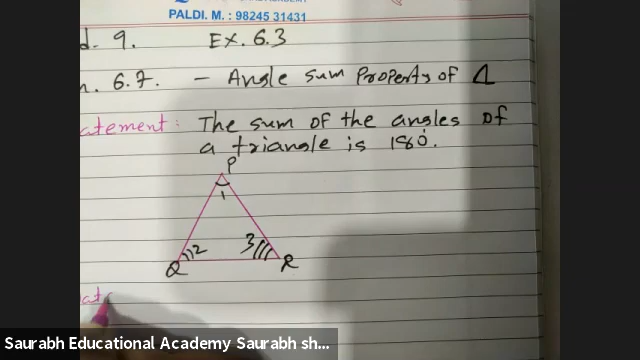 PALDI. M. : 98245 31431
d. 9. EX. 6.3
. 6.7. - Angle sum Property of Δ
atement: The sum of the angles of
a triangle is 180°.
P
1
2
3
Q
R
at
Saurabh Educational Academy Saurabh sh...